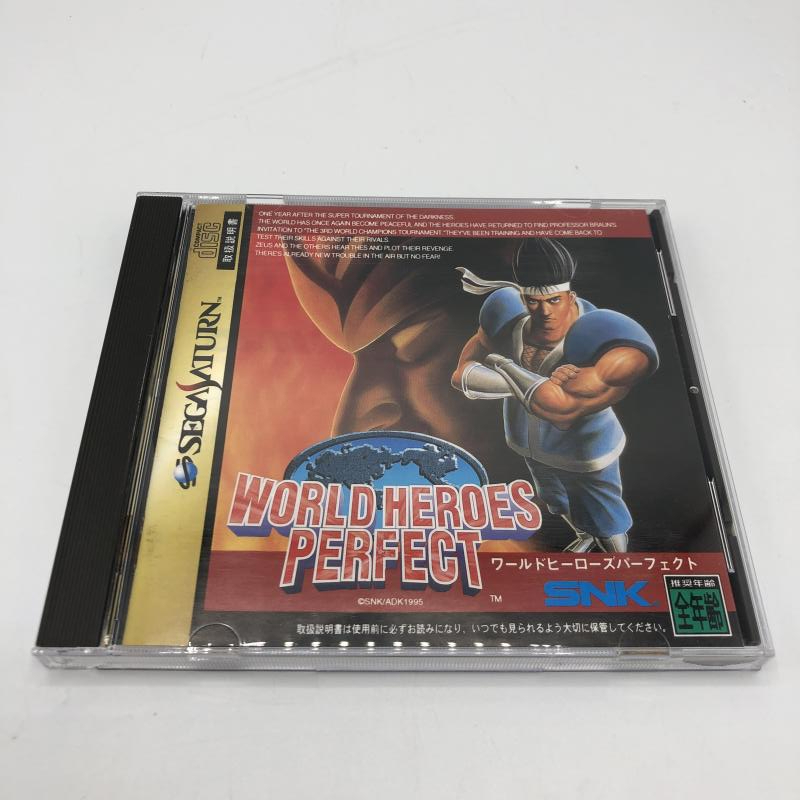 ONE YEAR AFTER THE SUPER TOURNAMENT OF THE DARKNESS.
THE WORLD HAS ONCE AGAIN BECOME PEACEFUL AND THE HEROES HAVE RETURNED TO FIND PROFESSOR BRAUN'S
INVITATION TO "THE 3RD WORLD CHAMPIONS TOURNAMENT." THEY'VE BEEN TRAINING AND HAVE COME BACK TO
TEST THEIR SKILLS AGAINST THEIR RIVALS.
ZEUS AND THE OTHERS HEAR THES AND PLOT THEIR REVENGE.
THERE'S ALREADY NEW TROUBLE IN THE AIR BUT NO FEAR!
COMPACT
disc
取扱説明書
SEGA SATURN™
WORLD HEROES
PERFECT
™
ワールドヒーローズパーフェクト
SNK
©SNK/ADK1995
推奨年齢
全年齢
取扱説明書は使用前に必ずお読みになり、いつでも見られるよう大切に保管してください。